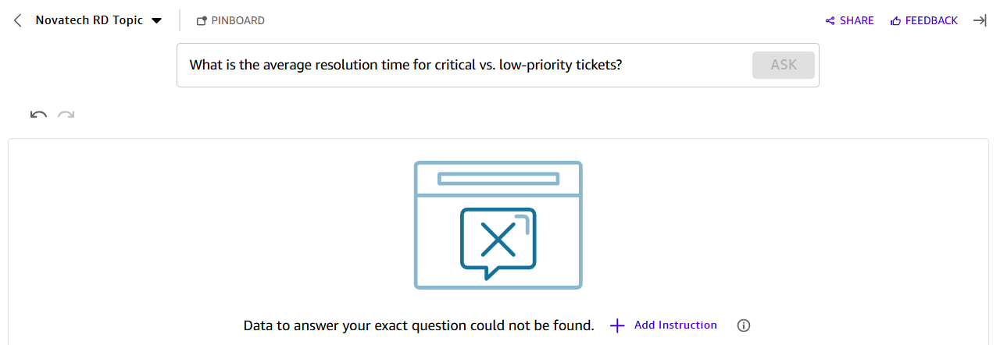 Novatech RD Topic
PINBOARD
SHARE
FEEDBACK
What is the average resolution time for critical vs. low-priority tickets?
ASK
Data to answer your exact question could not be found.
Add Instruction